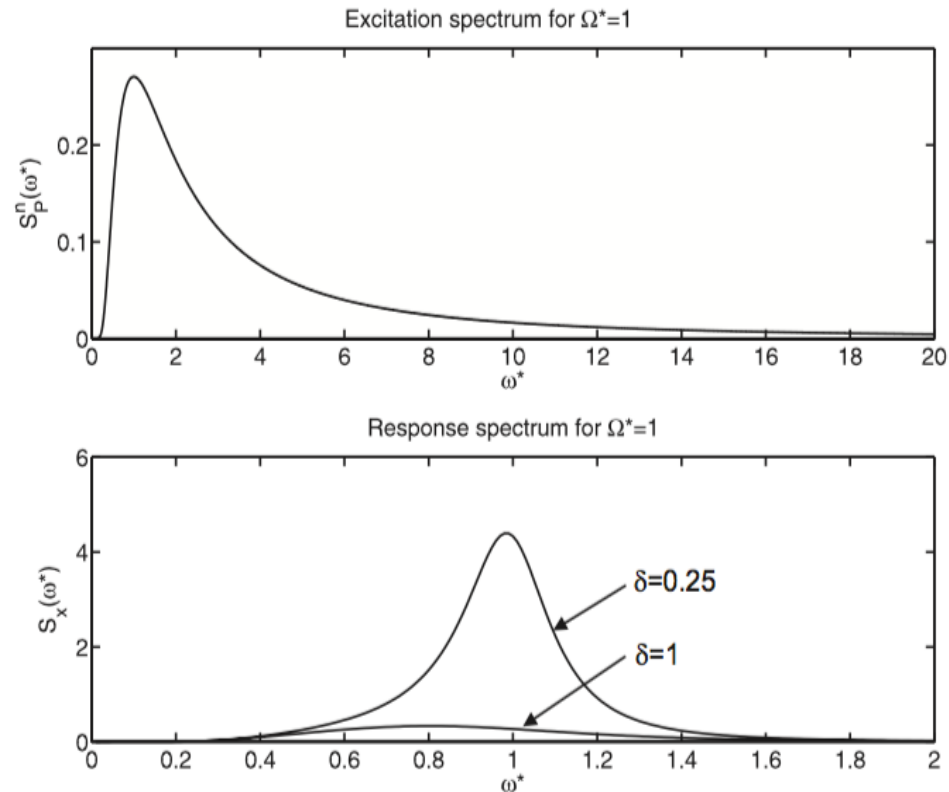 Excitation spectrum for Ω*=1
0.2
0.1
0
S_P^n(ω*)
0 2 4 6 8 10 12 14 16 18 20
ω*
Response spectrum for Ω*=1
6
4
2
0
S_x(ω*)
δ=0.25
δ=1
0 0.2 0.4 0.6 0.8 1 1.2 1.4 1.6 1.8 2
ω*